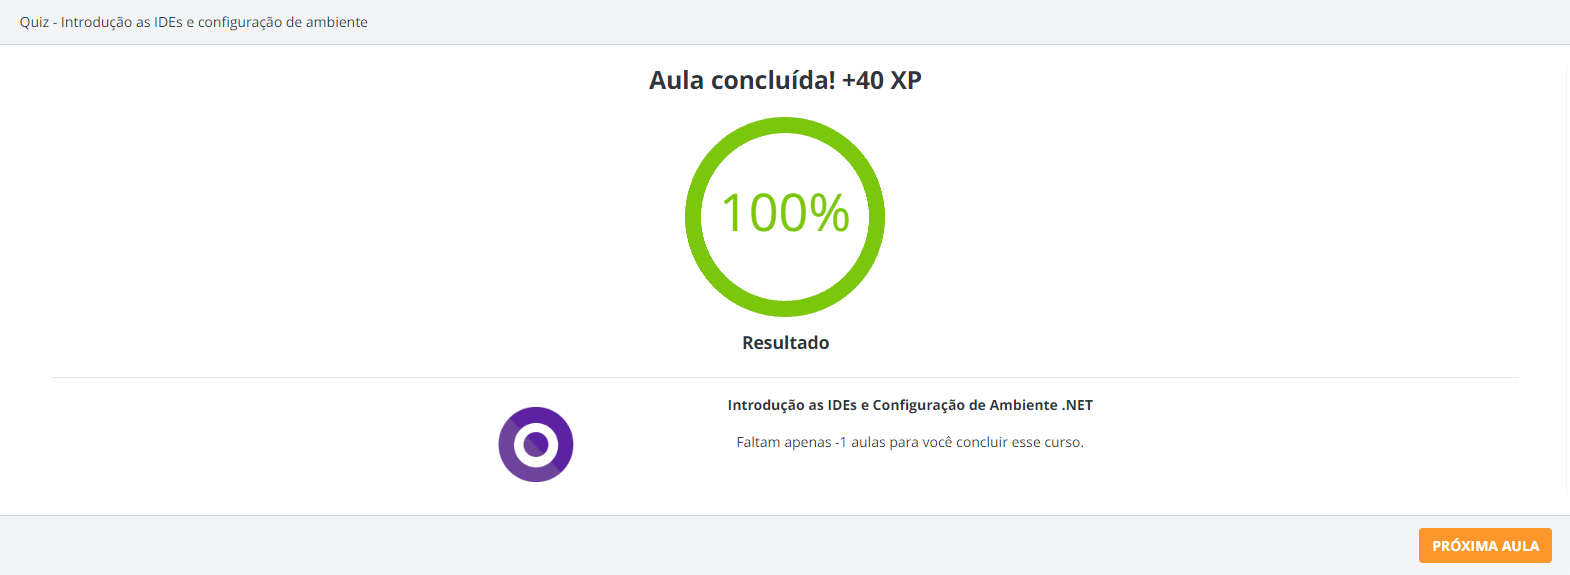 Quiz - Introdução as IDEs e configuração de ambiente
Aula concluída! +40 XP
100%
Resultado
Introdução as IDEs e Configuração de Ambiente .NET
Faltam apenas -1 aulas para você concluir esse curso.
PRÓXIMA AULA